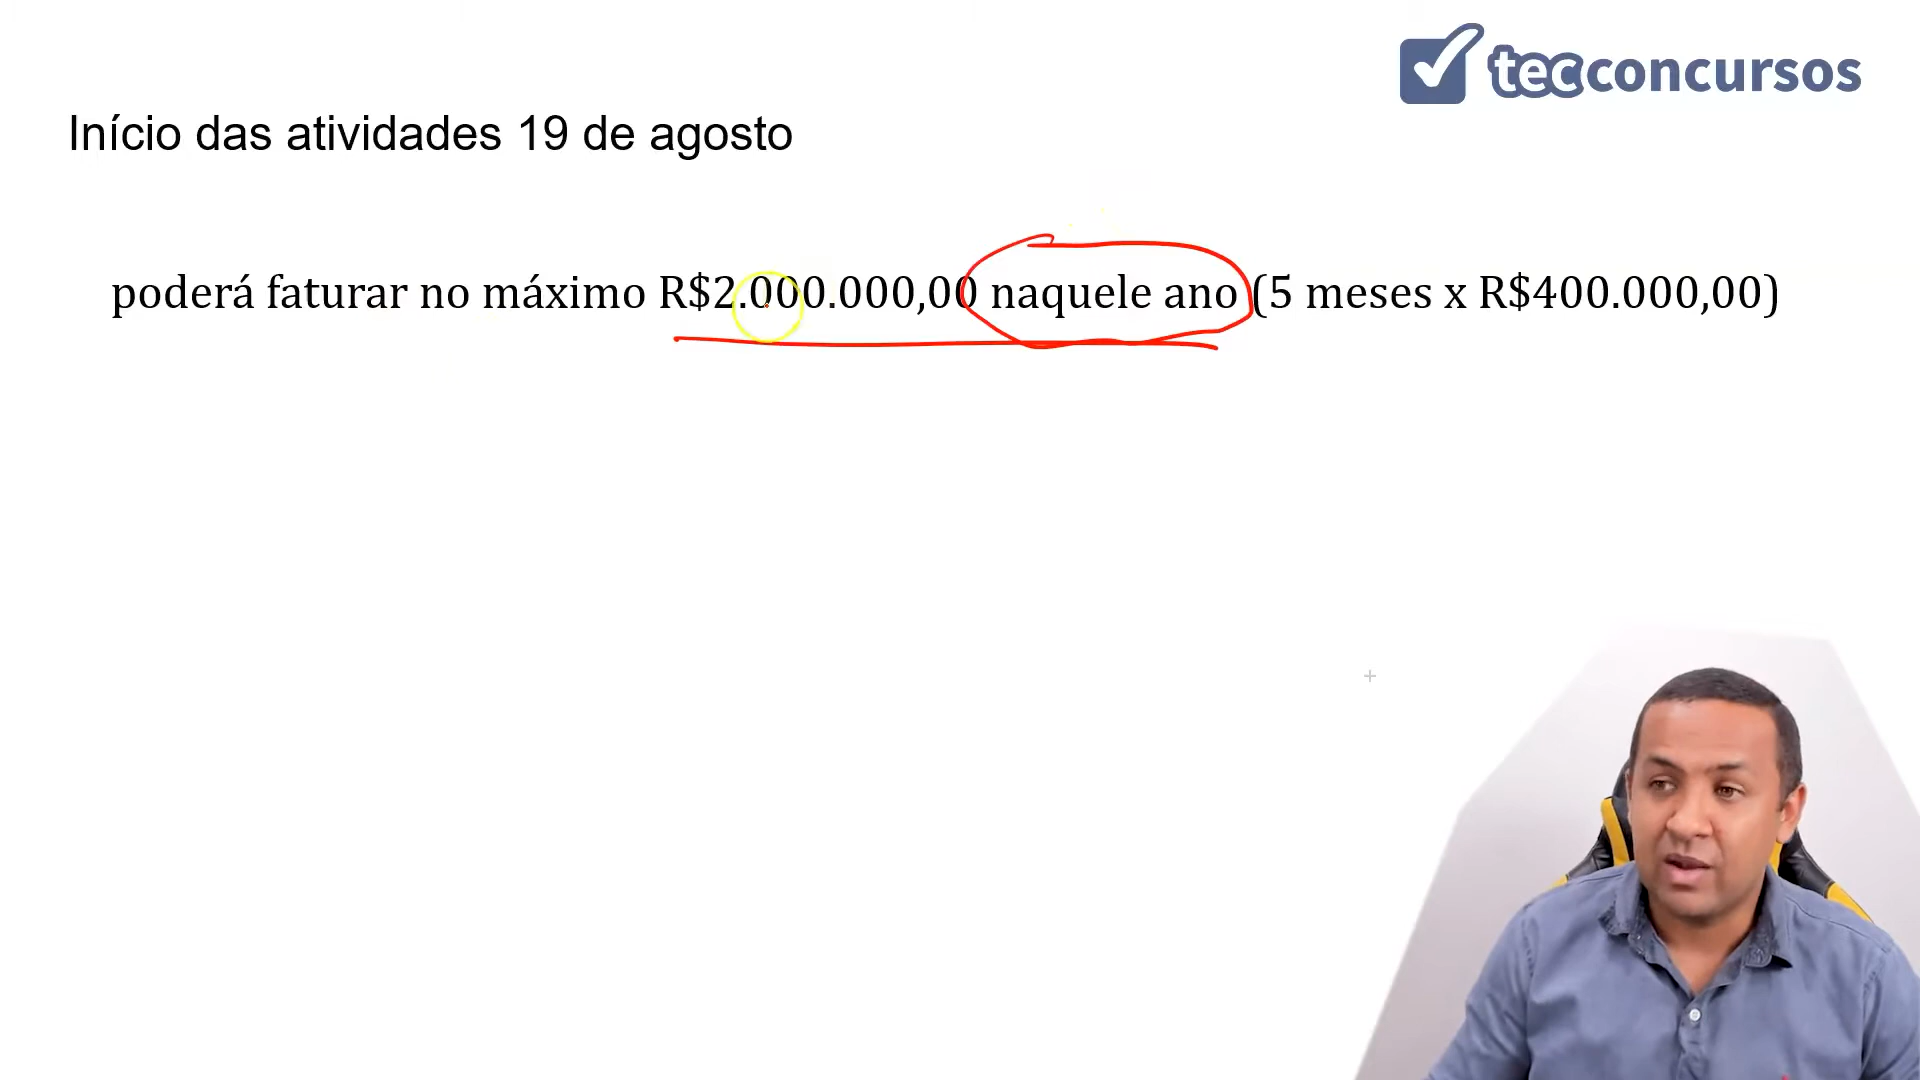 tecconcursos
Início das atividades 19 de agosto
poderá faturar no máximo R$2.000.000,00 naquele ano (5 meses x R$400.000,00)